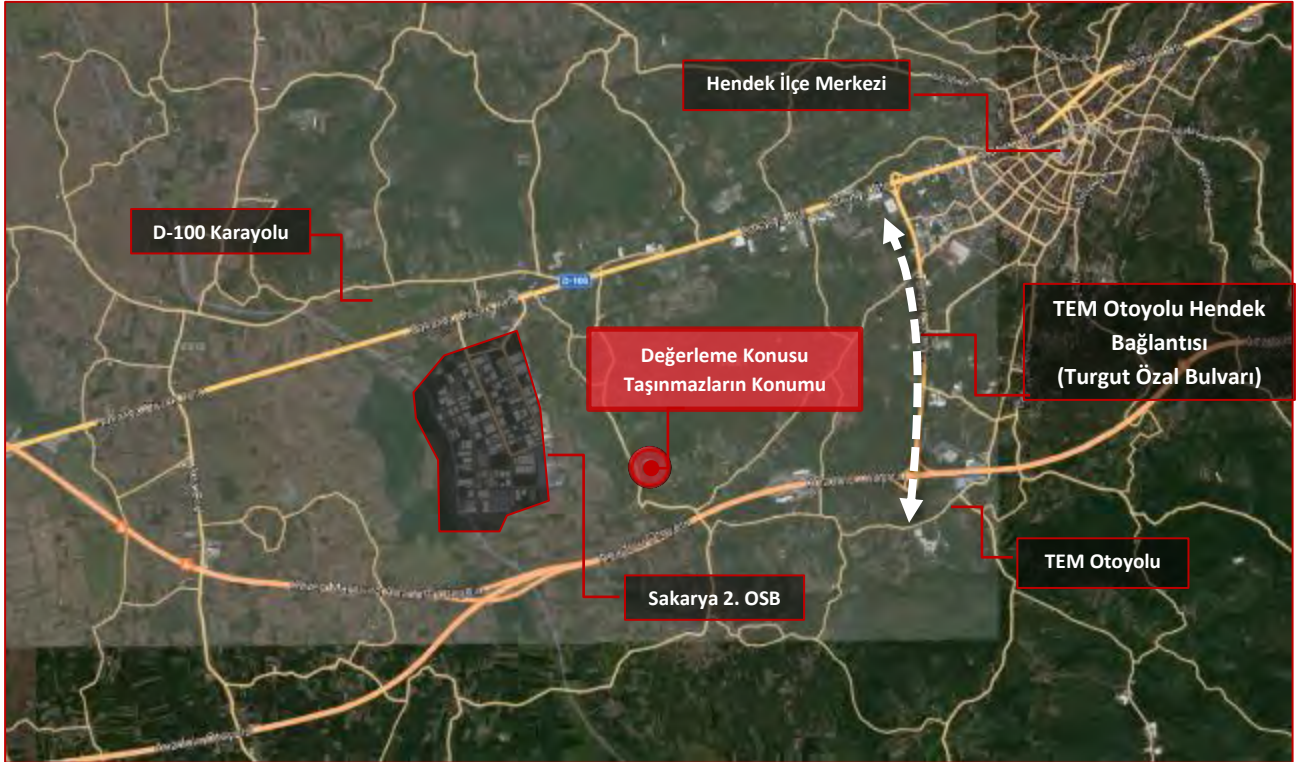 Hendek İlçe Merkezi
D-100 Karayolu
D-100
TEM Otoyolu Hendek
Bağlantısı
(Turgut Özal Bulvarı)
Değerleme Konusu
Taşınmazların Konumu
TEM Otoyolu
Sakarya 2. OSB